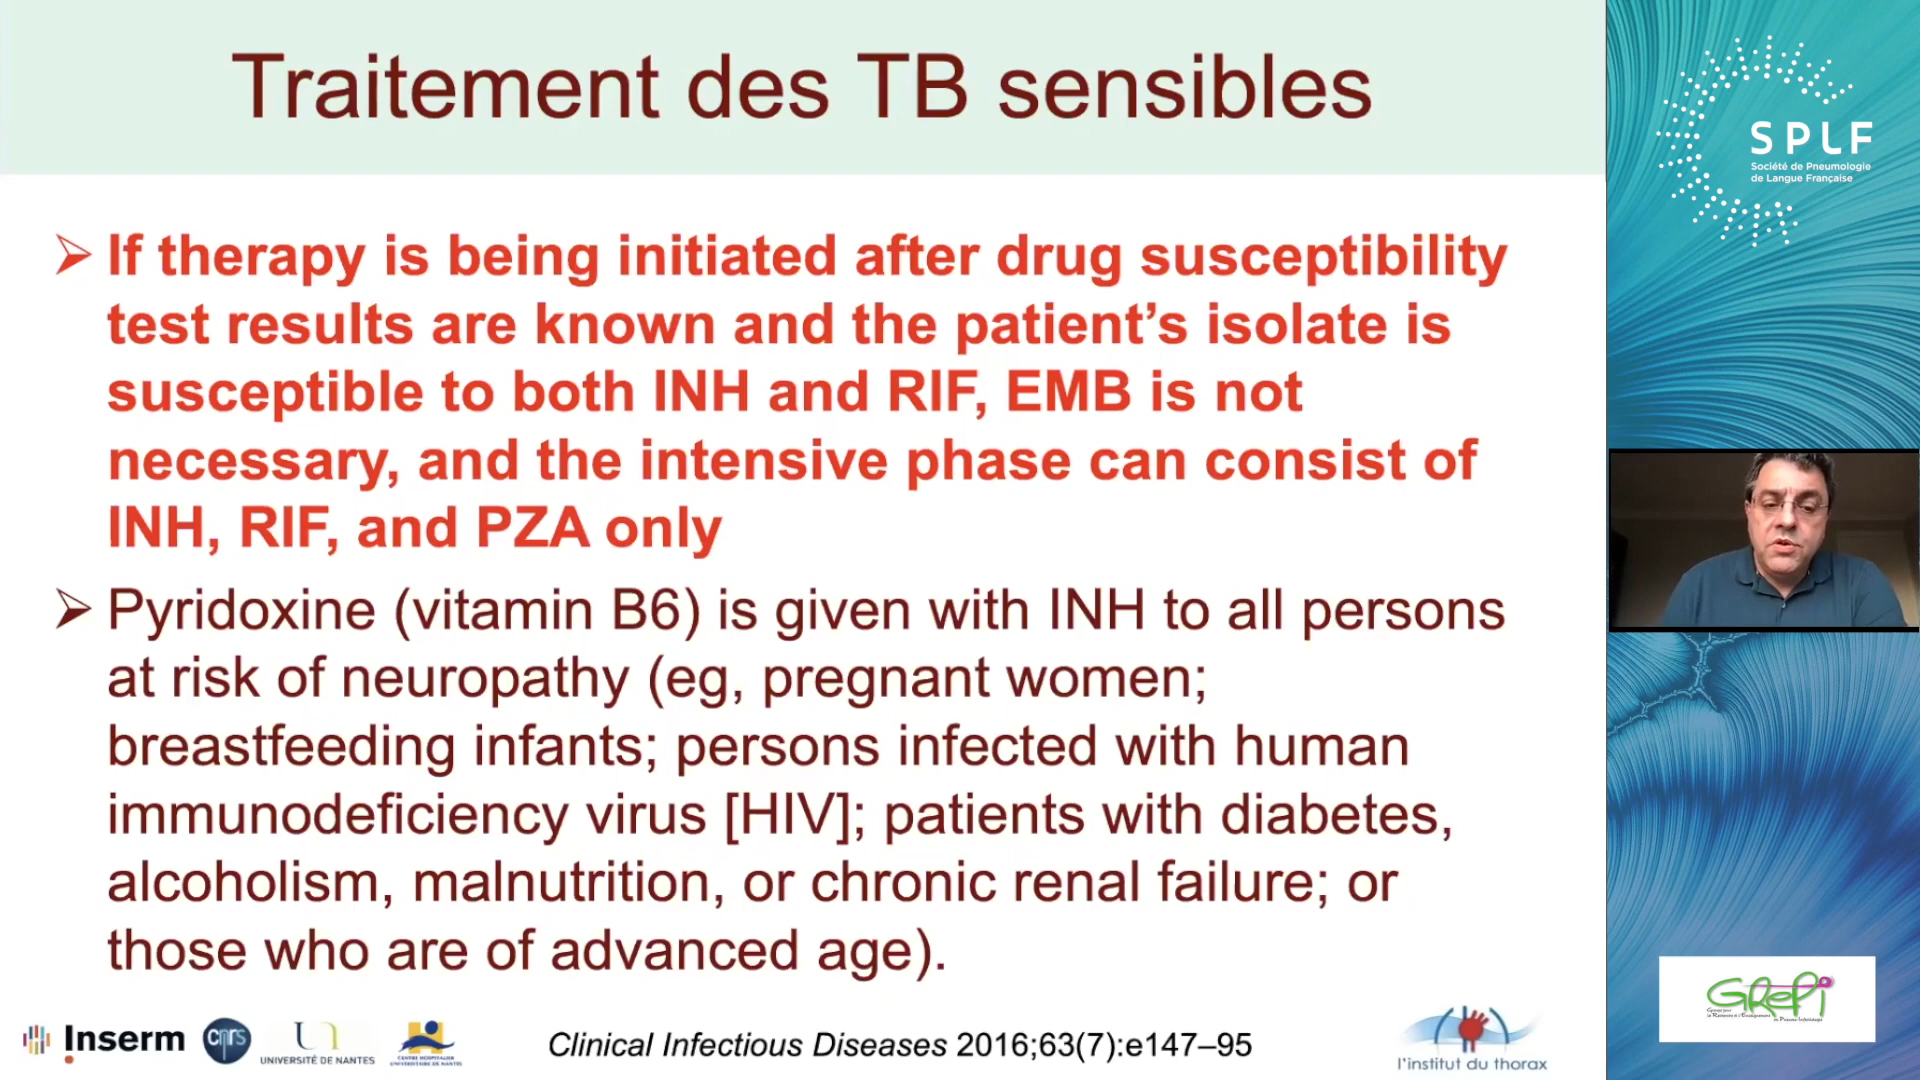 Traitement des TB sensibles
If therapy is being initiated after drug susceptibility
test results are known and the patient’s isolate is
susceptible to both INH and RIF, EMB is not
necessary, and the intensive phase can consist of
INH, RIF, and PZA only
Pyridoxine (vitamin B6) is given with INH to all persons
at risk of neuropathy (eg, pregnant women;
breastfeeding infants; persons infected with human
immunodeficiency virus [HIV]; patients with diabetes,
alcoholism, malnutrition, or chronic renal failure; or
those who are of advanced age).
Inserm
cnrs
UNIVERSITÉ DE NANTES
CENTRE HOSPITALIER
UNIVERSITAIRE DE NANTES
Clinical Infectious Diseases 2016;63(7):e147–95
l'institut du thorax
SPLF
Société de Pneumologie
de Langue Française
GREPI